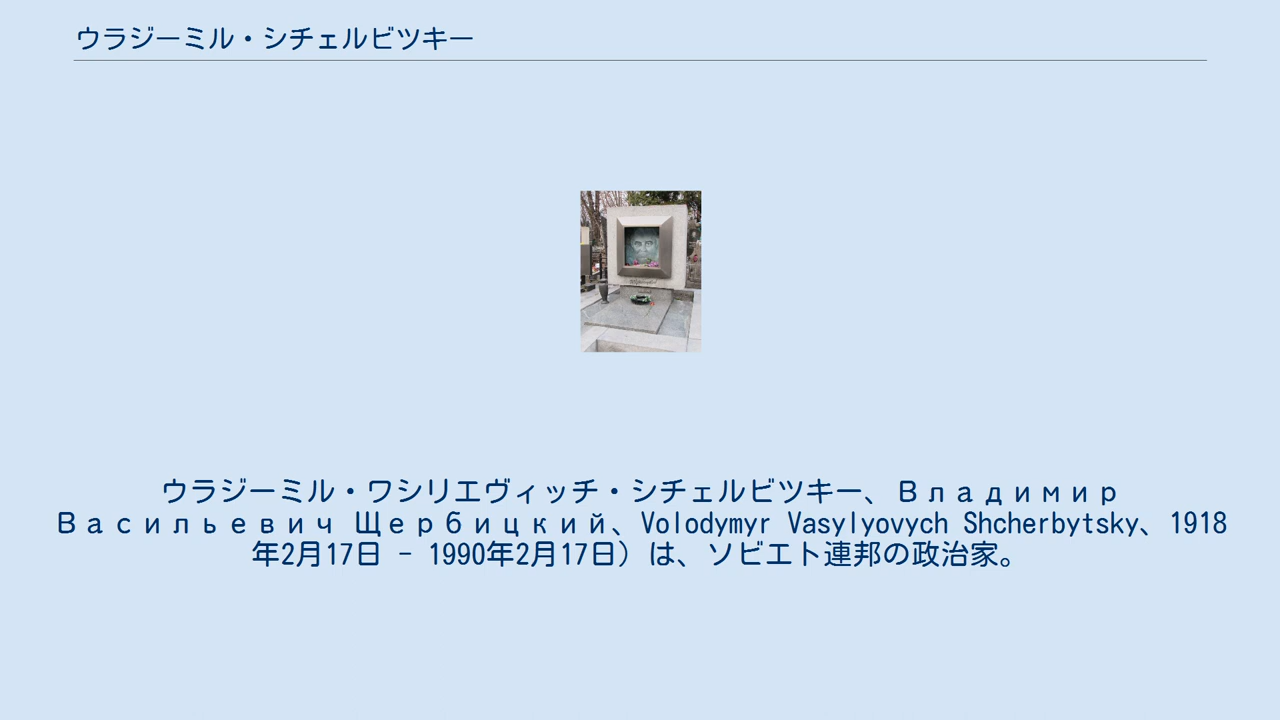 ウラジーミル・シチェルビツキー
ウラジーミル・ワシリエヴィッチ・シチェルビツキー、Владимир
Васильевич Щербицкий、Volodymyr Vasylyovych Shcherbytsky、1918
年2月17日 - 1990年2月17日）は、ソビエト連邦の政治家。